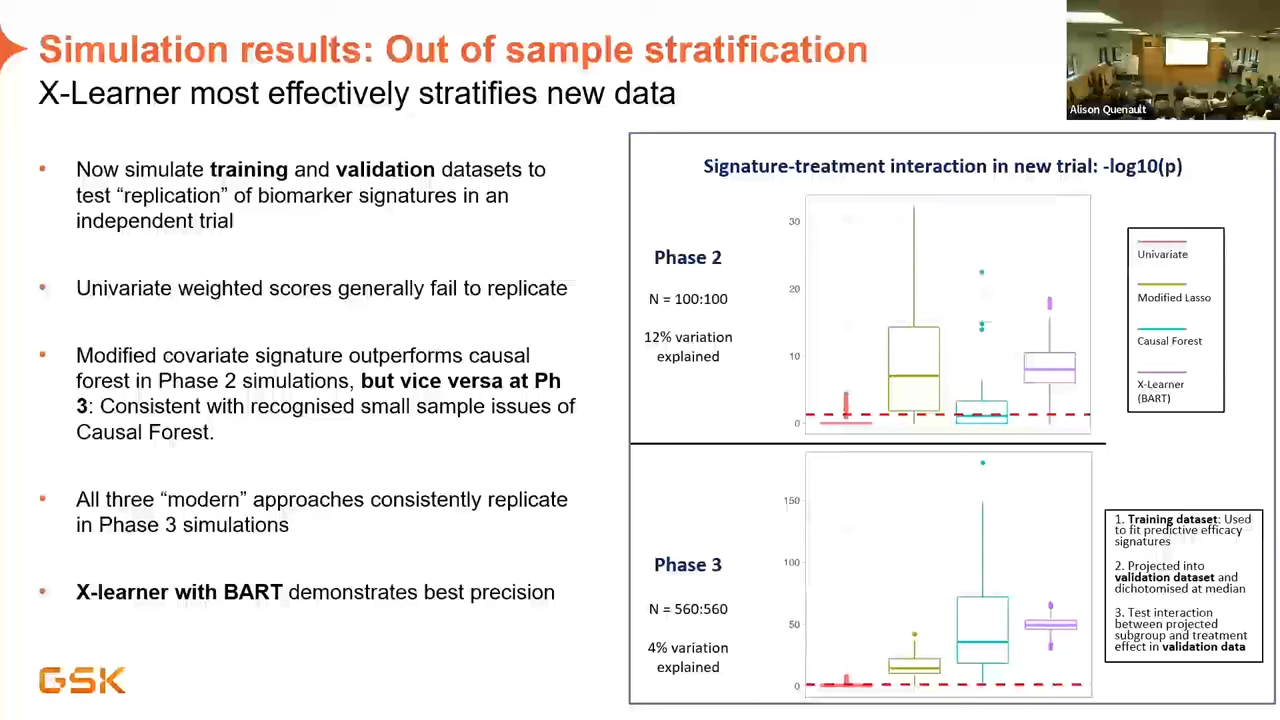 Simulation results: Out of sample stratification
X-Learner most effectively stratifies new data
Alison Quenault
• Now simulate training and validation datasets to
test “replication” of biomarker signatures in an
independent trial
• Univariate weighted scores generally fail to replicate
• Modified covariate signature outperforms causal
forest in Phase 2 simulations, but vice versa at Ph
3: Consistent with recognised small sample issues of
Causal Forest.
• All three “modern” approaches consistently replicate
in Phase 3 simulations
• X-learner with BART demonstrates best precision
GSK
Signature-treatment interaction in new trial: -log10(p)
Phase 2
N = 100:100
12% variation
explained
30
20
10
0
Univariate
Modified Lasso
Causal Forest
X-Learner
(BART)
Phase 3
N = 560:560
4% variation
explained
150
100
50
0
1. Training dataset: Used
to fit predictive efficacy
signatures
2. Projected into
validation dataset and
dichotomised at median
3. Test interaction
between projected
subgroup and treatment
effect in validation data